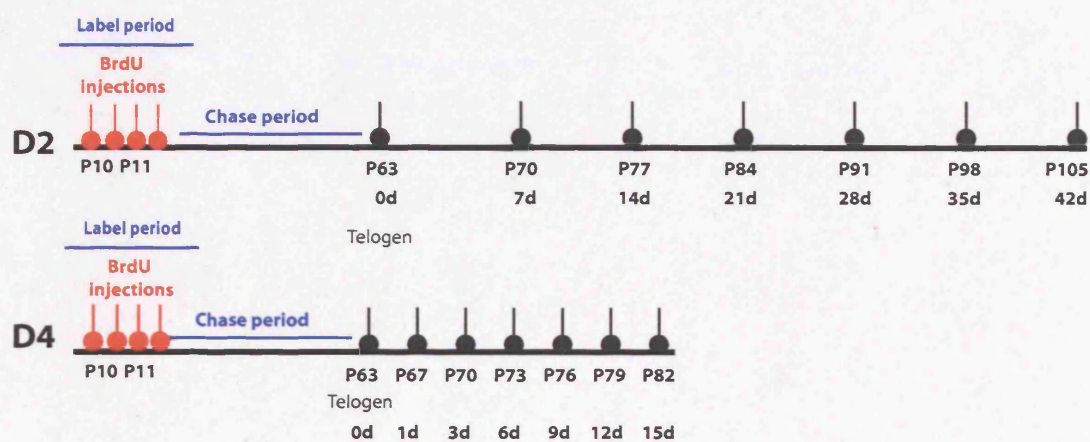 Label period
BrdU
injections
Chase period
D2
P10 P11 P63 P70 P77 P84 P91 P98 P105
0d 7d 14d 21d 28d 35d 42d
Telogen
Label period
BrdU
injections
Chase period
D4
P10 P11 P63 P67 P70 P73 P76 P79 P82
Telogen
0d 1d 3d 6d 9d 12d 15d